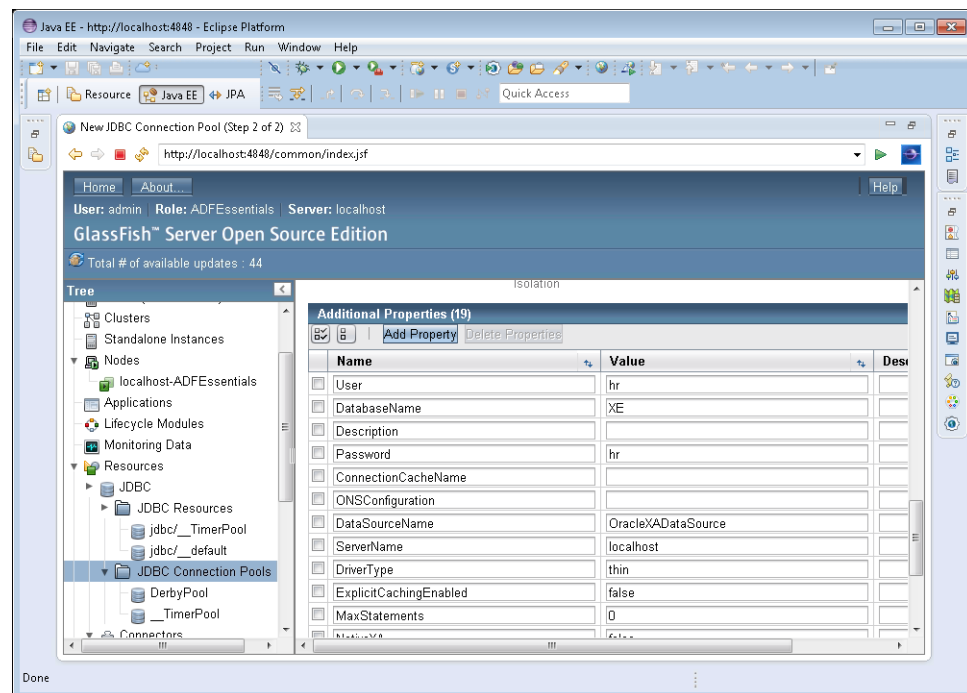 Java EE - http://localhost:4848 - Eclipse Platform
File Edit Navigate Search Project Run Window Help
Resource Java EE JPA Quick Access
New JDBC Connection Pool (Step 2 of 2)
http://localhost:4848/common/index.jsf
Home About... Help
User: admin Role: ADFEssentials Server: localhost
GlassFish™ Server Open Source Edition
Total # of available updates : 44
Tree
Clusters
Standalone Instances
Nodes
localhost-ADFEssentials
Applications
Lifecycle Modules
Monitoring Data
Resources
JDBC
JDBC Resources
jdbc/__TimerPool
jdbc/__default
JDBC Connection Pools
DerbyPool
__TimerPool
Connectors
Isolation
Additional Properties (19)
Add Property Delete Properties
Name Value Desc
User hr
DatabaseName XE
Description
Password hr
ConnectionCacheName
ONSConfiguration
DataSourceName OracleXADataSource
ServerName localhost
DriverType thin
ExplicitCachingEnabled false
MaxStatements 0
NativeXA false
Done